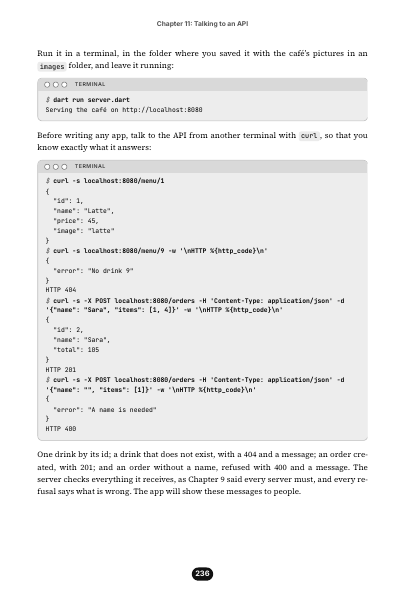 Chapter 11: Talking to an API
Run it in a terminal, in the folder where you saved it with the café's pictures in an
images folder, and leave it running:
TERMINAL
$ dart run server.dart
Serving the café on http://localhost:8080
Before writing any app, talk to the API from another terminal with curl, so that you
know exactly what it answers:
TERMINAL
$ curl -s localhost:8080/menu/1
{
"id": 1,
"name": "Latte",
"price": 45,
"image": "latte"
}
$ curl -s localhost:8080/menu/9 -w '\nHTTP %{http_code}\n'
{
"error": "No drink 9"
}
HTTP 404
$ curl -s -X POST localhost:8080/orders -H 'Content-Type: application/json' -d
'{"name": "Sara", "items": [1, 4]}' -w '\nHTTP %{http_code}\n'
{
"id": 2,
"name": "Sara",
"total": 105
}
HTTP 201
$ curl -s -X POST localhost:8080/orders -H 'Content-Type: application/json' -d
'{"name": "", "items": [1]}' -w '\nHTTP %{http_code}\n'
{
"error": "A name is needed"
}
HTTP 400
One drink by its id; a drink that does not exist, with a 404 and a message; an order cre-
ated, with 201; and an order without a name, refused with 400 and a message. The
server checks everything it receives, as Chapter 9 said every server must, and every re-
fusal says what is wrong. The app will show these messages to people.
236